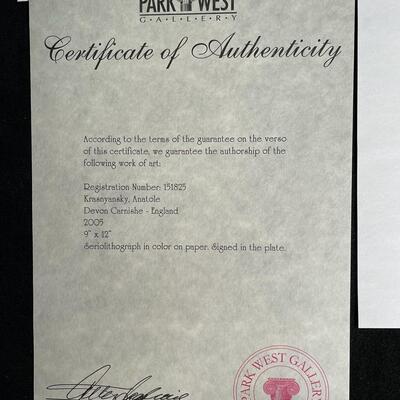 PARK WEST
G·A·L·L·E·R·Y
Certificate of Authenticity
According to the terms of the guarantee on the verso
of this certificate, we guarantee the authorship of the
following work of art:
Registration Number: 151825
Krasnyansky, Anatole
Devon Carnishe - England
2005
9" x 12"
Seriolithograph in color on paper. Signed in the plate.
PARK WEST GALLERY